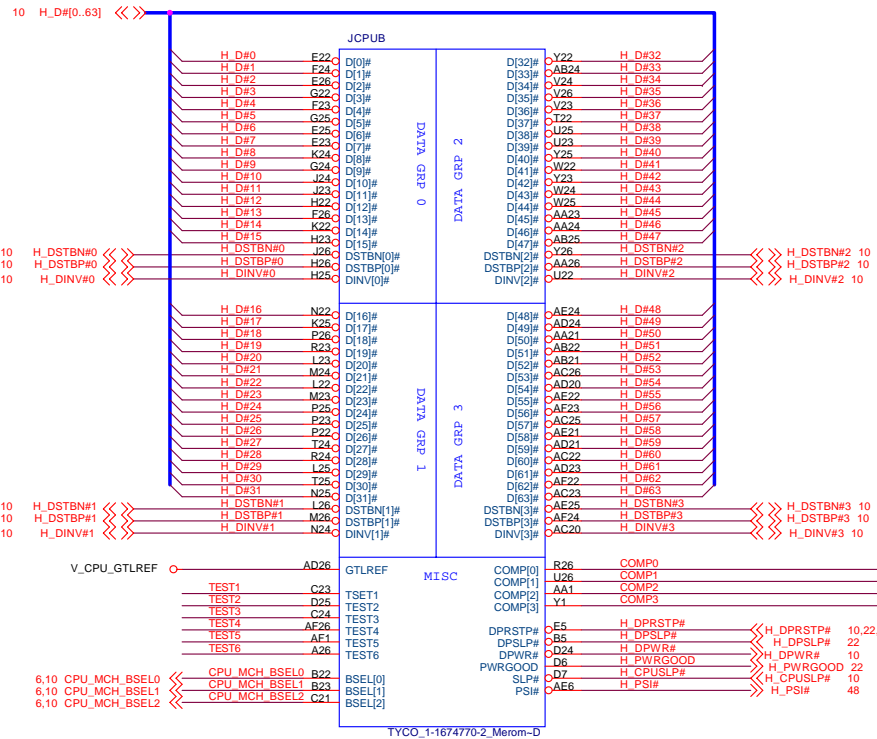 10 H_D#[0..63]
JCPUB
H_D#0 E22 D[0]# D[32]# Y22 H_D#32
H_D#1 F24 D[1]# D[33]# AB24 H_D#33
H_D#2 E26 D[2]# D[34]# V24 H_D#34
H_D#3 G22 D[3]# D[35]# V26 H_D#35
H_D#4 F23 D[4]# D[36]# V23 H_D#36
H_D#5 G25 D[5]# D[37]# T22 H_D#37
H_D#6 E25 D[6]# D[38]# U25 H_D#38
H_D#7 E23 D[7]# D[39]# U23 H_D#39
H_D#8 K24 D[8]# D[40]# Y25 H_D#40
H_D#9 G24 D[9]# D[41]# W22 H_D#41
H_D#10 J24 D[10]# D[42]# Y23 H_D#42
H_D#11 J23 D[11]# D[43]# W24 H_D#43
H_D#12 H22 D[12]# D[44]# W25 H_D#44
H_D#13 F26 D[13]# D[45]# AA23 H_D#45
H_D#14 K22 D[14]# D[46]# AA24 H_D#46
H_D#15 H23 D[15]# D[47]# AB25 H_D#47
DATA GRP 0
DATA GRP 2
10 H_DSTBN#0 H_DSTBN#0 J26 DSTBN[0]# DSTBN[2]# Y26 H_DSTBN#2 H_DSTBN#2 10
10 H_DSTBP#0 H_DSTBP#0 H26 DSTBP[0]# DSTBP[2]# AA26 H_DSTBP#2 H_DSTBP#2 10
10 H_DINV#0 H_DINV#0 H25 DINV[0]# DINV[2]# U22 H_DINV#2 H_DINV#2 10
H_D#16 N22 D[16]# D[48]# AE24 H_D#48
H_D#17 K25 D[17]# D[49]# AD24 H_D#49
H_D#18 P26 D[18]# D[50]# AA21 H_D#50
H_D#19 R23 D[19]# D[51]# AB22 H_D#51
H_D#20 L23 D[20]# D[52]# AB21 H_D#52
H_D#21 M24 D[21]# D[53]# AC26 H_D#53
H_D#22 L22 D[22]# D[54]# AD20 H_D#54
H_D#23 M23 D[23]# D[55]# AE22 H_D#55
H_D#24 P25 D[24]# D[56]# AF23 H_D#56
H_D#25 P23 D[25]# D[57]# AC25 H_D#57
H_D#26 P22 D[26]# D[58]# AE21 H_D#58
H_D#27 T24 D[27]# D[59]# AD21 H_D#59
H_D#28 R24 D[28]# D[60]# AC22 H_D#60
H_D#29 L25 D[29]# D[61]# AD23 H_D#61
H_D#30 T25 D[30]# D[62]# AF22 H_D#62
H_D#31 N25 D[31]# D[63]# AC23 H_D#63
DATA GRP 1
DATA GRP 3
10 H_DSTBN#1 H_DSTBN#1 L26 DSTBN[1]# DSTBN[3]# AE25 H_DSTBN#3 H_DSTBN#3 10
10 H_DSTBP#1 H_DSTBP#1 M26 DSTBP[1]# DSTBP[3]# AF24 H_DSTBP#3 H_DSTBP#3 10
10 H_DINV#1 H_DINV#1 N24 DINV[1]# DINV[3]# AC20 H_DINV#3 H_DINV#3 10
MISC
V_CPU_GTLREF AD26 GTLREF COMP[0] R26 COMP0
COMP[1] U26 COMP1
TEST1 C23 TSET1 COMP[2] AA1 COMP2
TEST2 D25 TEST2 COMP[3] Y1 COMP3
TEST3 C24 TEST3
TEST4 AF26 TEST4 DPRSTP# E5 H_DPRSTP# H_DPRSTP# 10,22
TEST5 AF1 TEST5 DPSLP# B5 H_DPSLP# H_DPSLP# 22
TEST6 A26 TEST6 DPWR# D24 H_DPWR# H_DPWR# 10
PWRGOOD D6 H_PWRGOOD H_PWRGOOD 22
6,10 CPU_MCH_BSEL0 CPU_MCH_BSEL0 B22 BSEL[0] SLP# D7 H_CPUSLP# H_CPUSLP# 10
6,10 CPU_MCH_BSEL1 CPU_MCH_BSEL1 B23 BSEL[1] PSI# AE6 H_PSI# H_PSI# 48
6,10 CPU_MCH_BSEL2 CPU_MCH_BSEL2 C21 BSEL[2]
TYCO_1-1674770-2_Merom~D